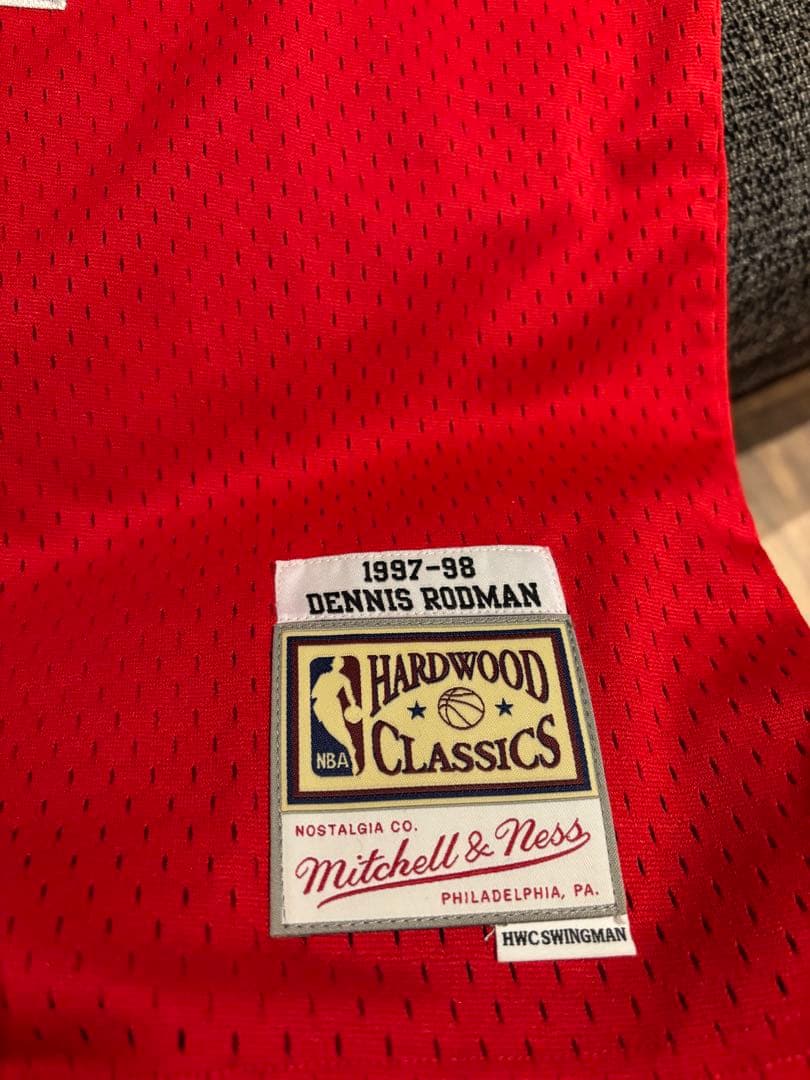 1997-98
DENNIS RODMAN
HARDWOOD
CLASSICS
NBA
NOSTALGIA CO.
Mitchell & Ness
PHILADELPHIA, PA.
HWC SWINGMAN